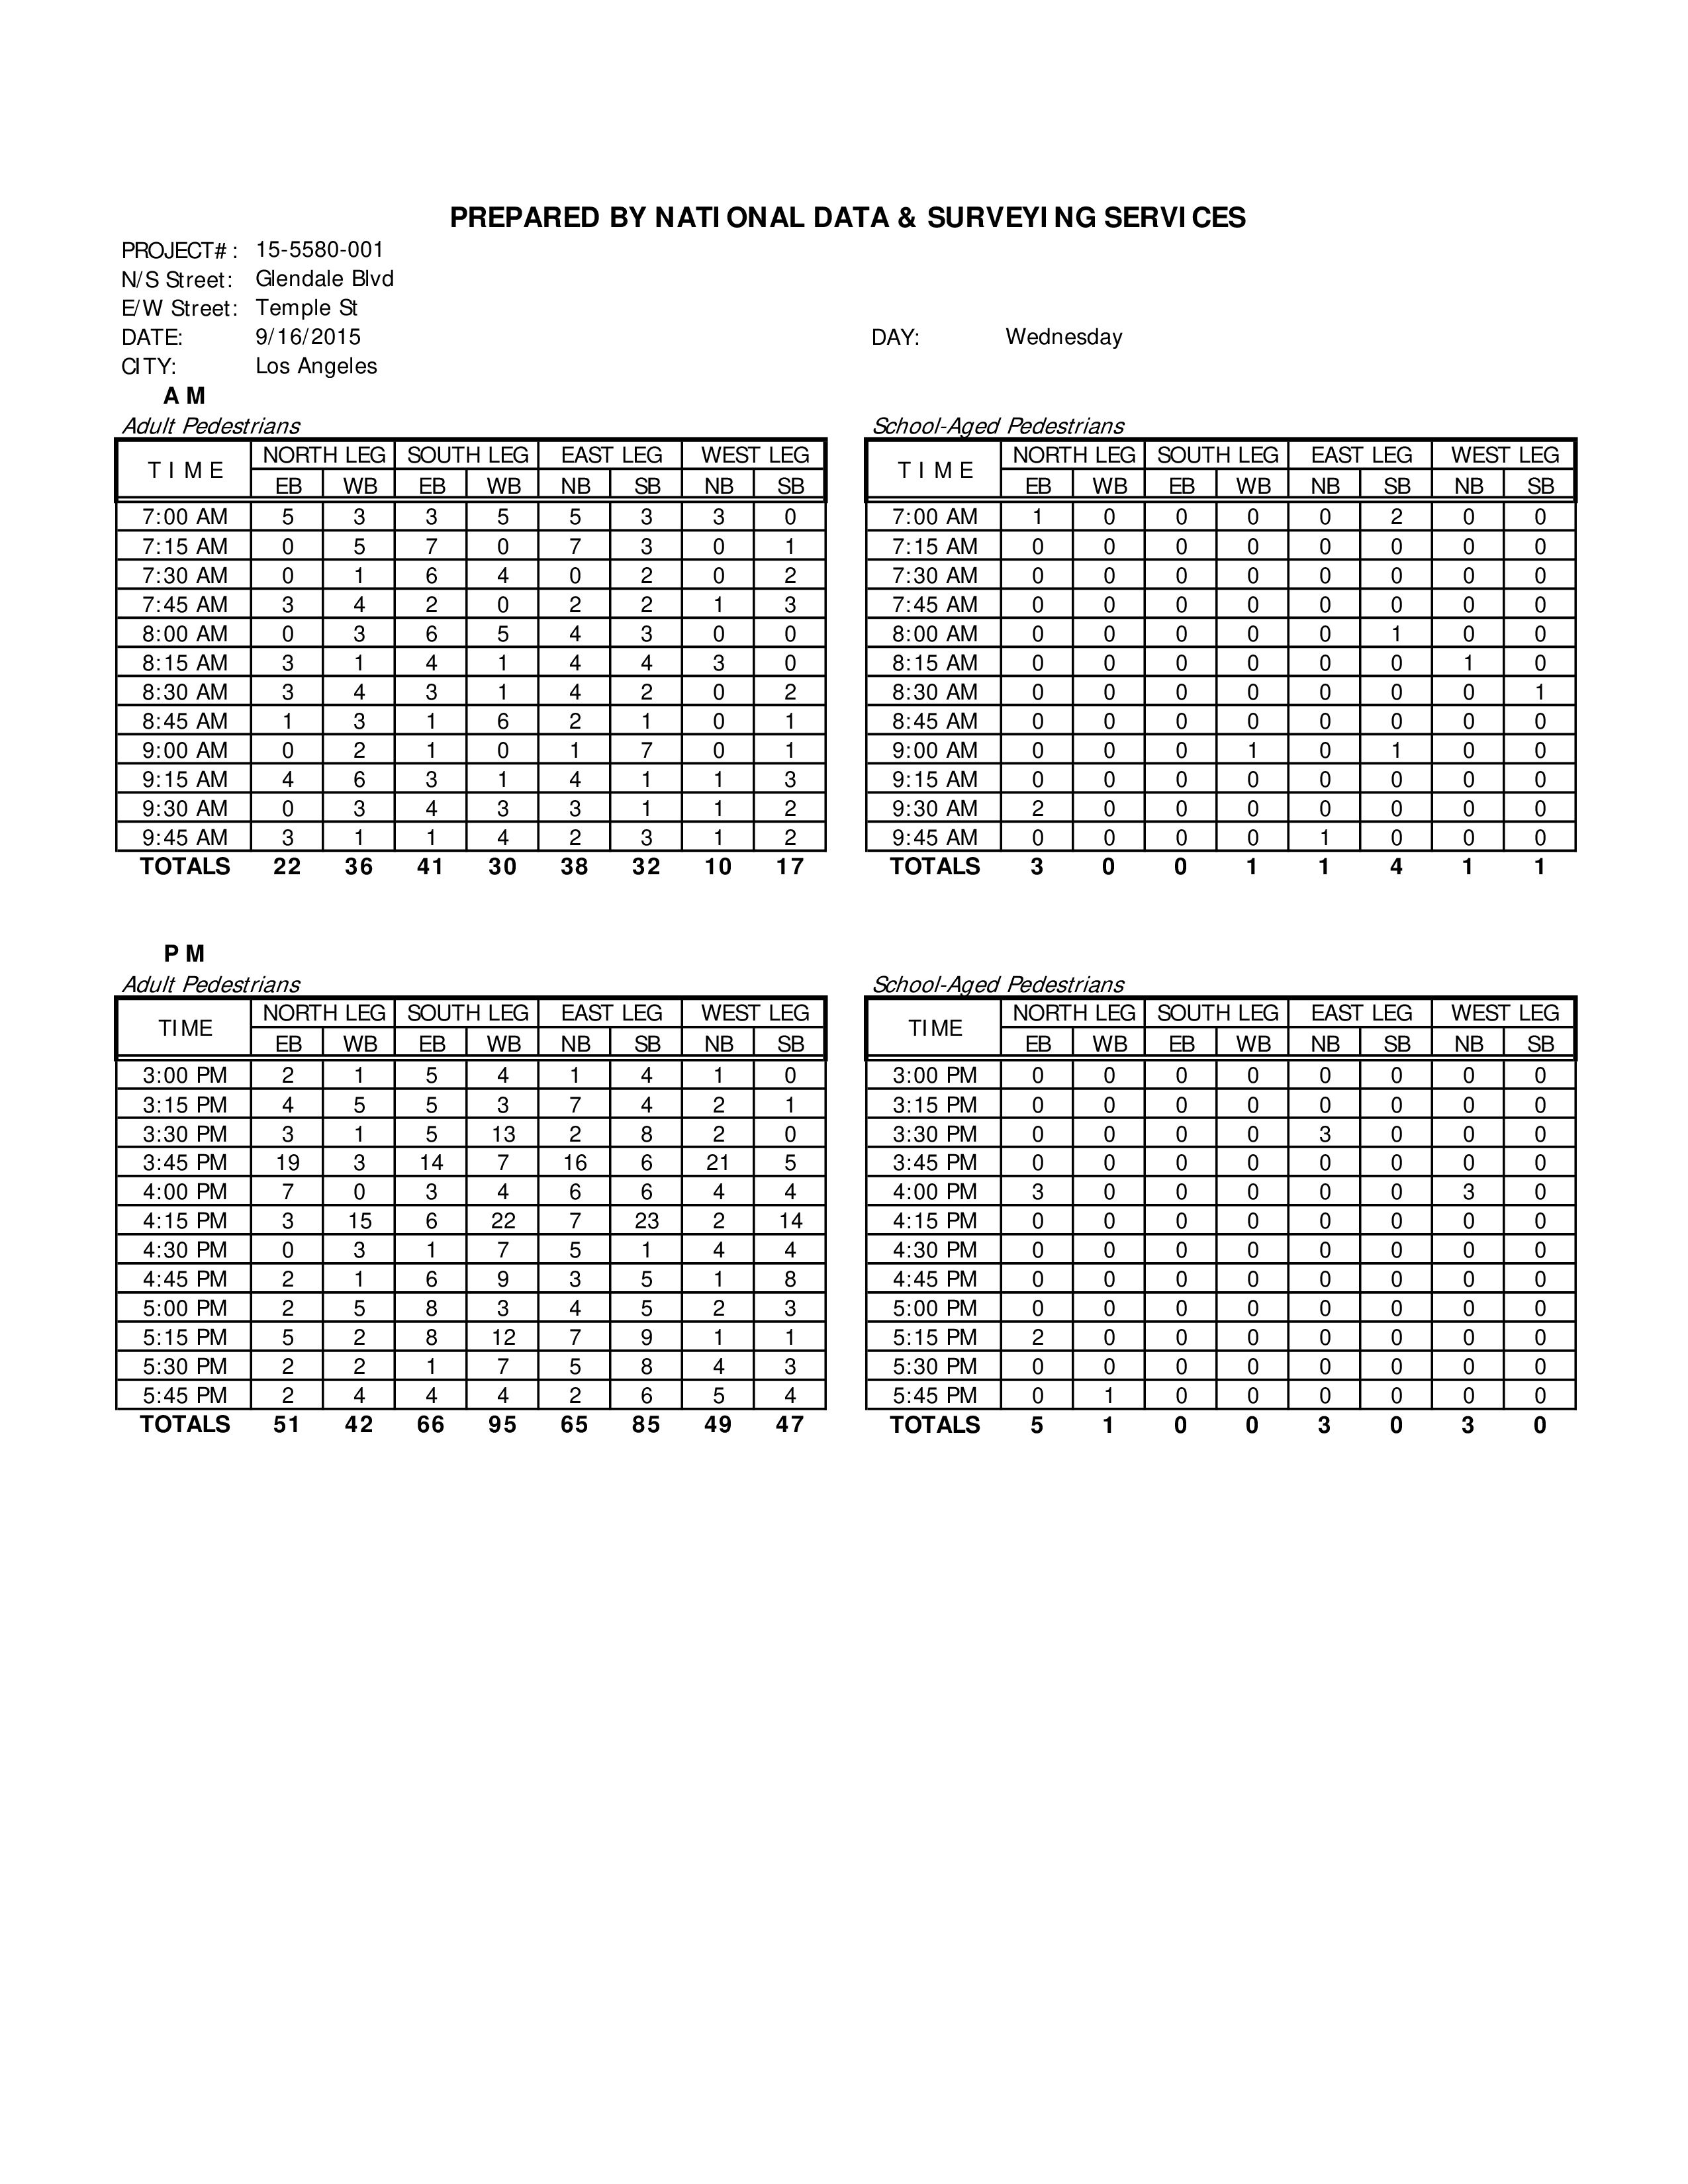 PREPARED BY NATIONAL DATA & SURVEYING SERVICES
PROJECT#: 15-5580-001
N/S Street: Glendale Blvd
E/W Street: Temple St
DATE: 9/16/2015 DAY: Wednesday
CITY: Los Angeles
AM
Adult Pedestrians
TIME NORTH LEG SOUTH LEG EAST LEG WEST LEG
EB WB EB WB NB SB NB SB
7:00 AM 5 3 3 5 5 3 3 0
7:15 AM 0 5 7 0 7 3 0 1
7:30 AM 0 1 6 4 0 2 0 2
7:45 AM 3 4 2 0 2 2 1 3
8:00 AM 0 3 6 5 4 3 0 0
8:15 AM 3 1 4 1 4 4 3 0
8:30 AM 3 4 3 1 4 2 0 2
8:45 AM 1 3 1 6 2 1 0 1
9:00 AM 0 2 1 0 1 7 0 1
9:15 AM 4 6 3 1 4 1 1 3
9:30 AM 0 3 4 3 3 1 1 2
9:45 AM 3 1 1 4 2 3 1 2
TOTALS 22 36 41 30 38 32 10 17
School-Aged Pedestrians
TIME NORTH LEG SOUTH LEG EAST LEG WEST LEG
EB WB EB WB NB SB NB SB
7:00 AM 1 0 0 0 0 2 0 0
7:15 AM 0 0 0 0 0 0 0 0
7:30 AM 0 0 0 0 0 0 0 0
7:45 AM 0 0 0 0 0 0 0 0
8:00 AM 0 0 0 0 0 1 0 0
8:15 AM 0 0 0 0 0 0 1 0
8:30 AM 0 0 0 0 0 0 0 1
8:45 AM 0 0 0 0 0 0 0 0
9:00 AM 0 0 0 1 0 1 0 0
9:15 AM 0 0 0 0 0 0 0 0
9:30 AM 2 0 0 0 0 0 0 0
9:45 AM 0 0 0 0 1 0 0 0
TOTALS 3 0 0 1 1 4 1 1
PM
Adult Pedestrians
TIME NORTH LEG SOUTH LEG EAST LEG WEST LEG
EB WB EB WB NB SB NB SB
3:00 PM 2 1 5 4 1 4 1 0
3:15 PM 4 5 5 3 7 4 2 1
3:30 PM 3 1 5 13 2 8 2 0
3:45 PM 19 3 14 7 16 6 21 5
4:00 PM 7 0 3 4 6 6 4 4
4:15 PM 3 15 6 22 7 23 2 14
4:30 PM 0 3 1 7 5 1 4 4
4:45 PM 2 1 6 9 3 5 1 8
5:00 PM 2 5 8 3 4 5 2 3
5:15 PM 5 2 8 12 7 9 1 1
5:30 PM 2 2 1 7 5 8 4 3
5:45 PM 2 4 4 4 2 6 5 4
TOTALS 51 42 66 95 65 85 49 47
School-Aged Pedestrians
TIME NORTH LEG SOUTH LEG EAST LEG WEST LEG
EB WB EB WB NB SB NB SB
3:00 PM 0 0 0 0 0 0 0 0
3:15 PM 0 0 0 0 0 0 0 0
3:30 PM 0 0 0 0 3 0 0 0
3:45 PM 0 0 0 0 0 0 0 0
4:00 PM 3 0 0 0 0 0 3 0
4:15 PM 0 0 0 0 0 0 0 0
4:30 PM 0 0 0 0 0 0 0 0
4:45 PM 0 0 0 0 0 0 0 0
5:00 PM 0 0 0 0 0 0 0 0
5:15 PM 2 0 0 0 0 0 0 0
5:30 PM 0 0 0 0 0 0 0 0
5:45 PM 0 1 0 0 0 0 0 0
TOTALS 5 1 0 0 3 0 3 0